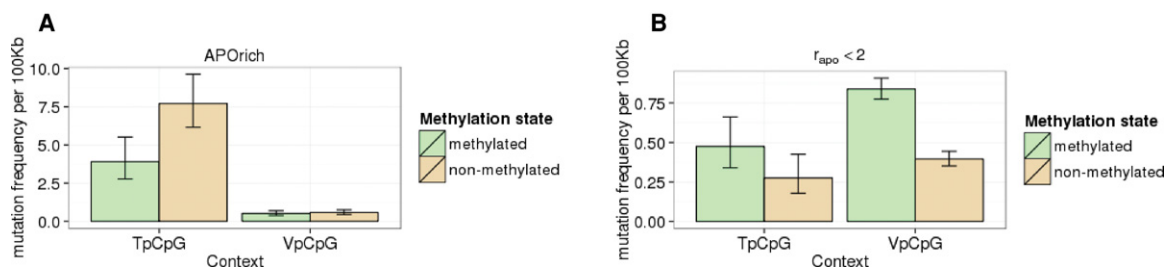 A
APOrich
mutation frequency per 100Kb
10.0
7.5
5.0
2.5
0.0
TpCpG
VpCpG
Context
Methylation state
methylated
non-methylated
B
r_apo < 2
mutation frequency per 100Kb
0.75
0.50
0.25
0.00
TpCpG
VpCpG
Context
Methylation state
methylated
non-methylated